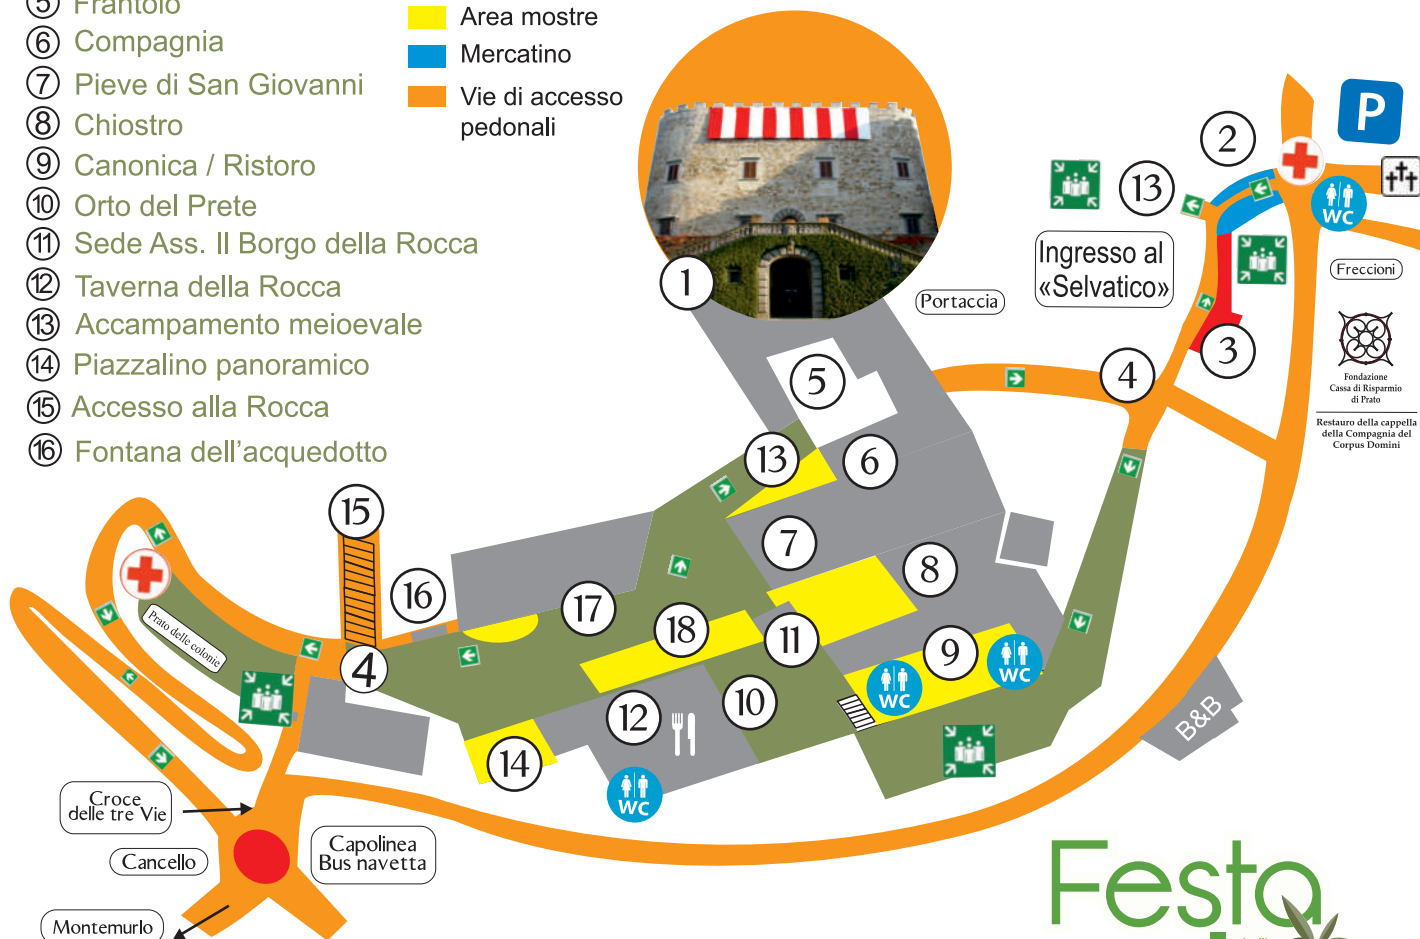 5 Frantoio
6 Compagnia
7 Pieve di San Giovanni
8 Chiostro
9 Canonica / Ristoro
10 Orto del Prete
11 Sede Ass. Il Borgo della Rocca
12 Taverna della Rocca
13 Accampamento meioevale
14 Piazzalino panoramico
15 Accesso alla Rocca
16 Fontana dell'acquedotto
Area mostre
Mercatino
Vie di accesso
pedonali
1
P
2
13
WC
Ingresso al
«Selvatico»
Freccioni
Portaccia
3
4
5
Fondazione
Cassa di Risparmio
di Prato
Restauro della cappella
della Compagnia del
Corpus Domini
13
6
15
7
8
16
17
18
11
9
WC
WC
Prato delle colonie
4
10
12
14
WC
B&B
Croce
delle tre Vie
Cancello
Capolinea
Bus navetta
Montemurlo
Festa